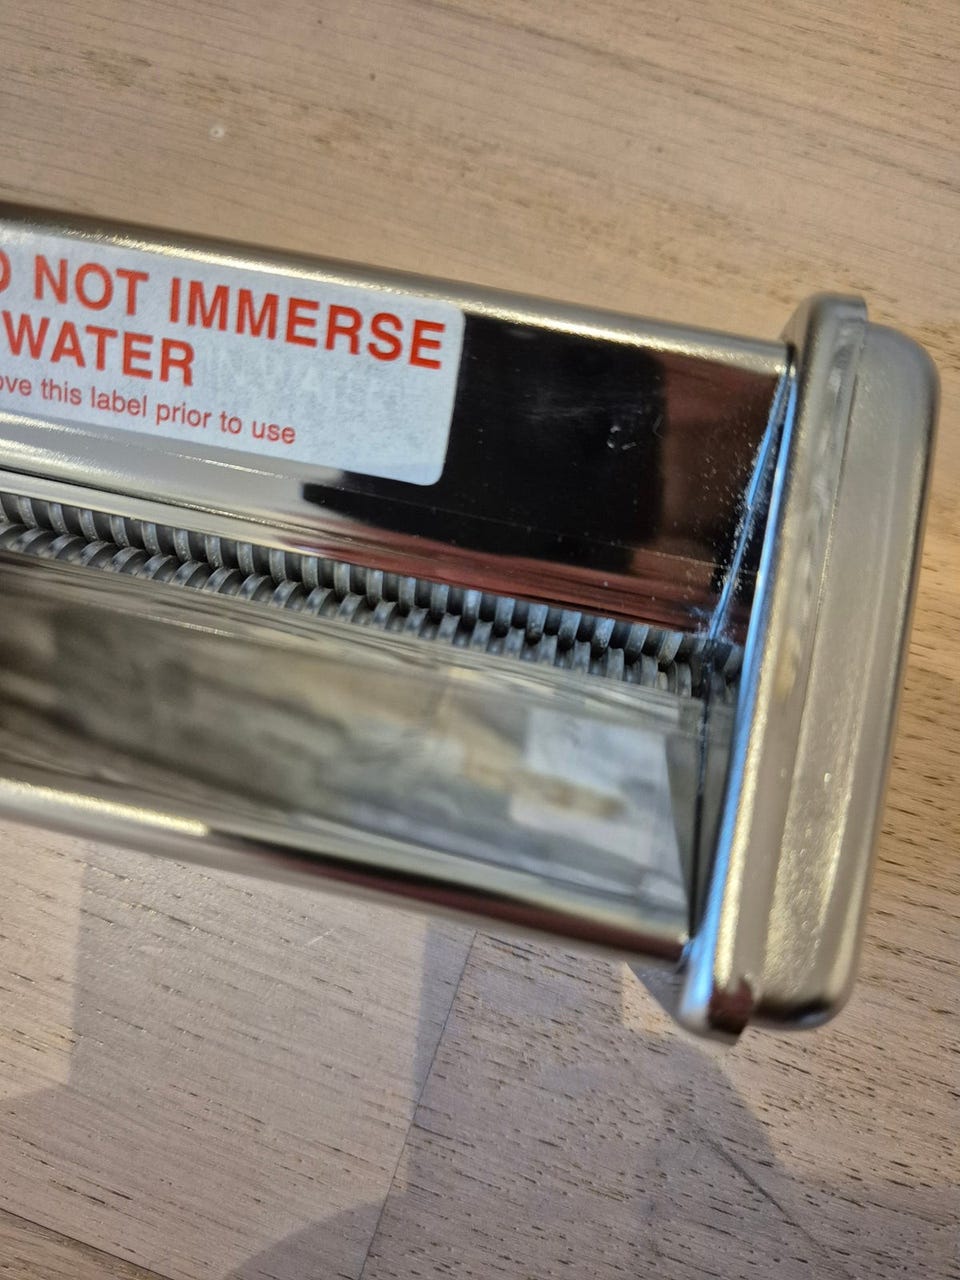 NOT IMMERSE
WATER
this label prior to use